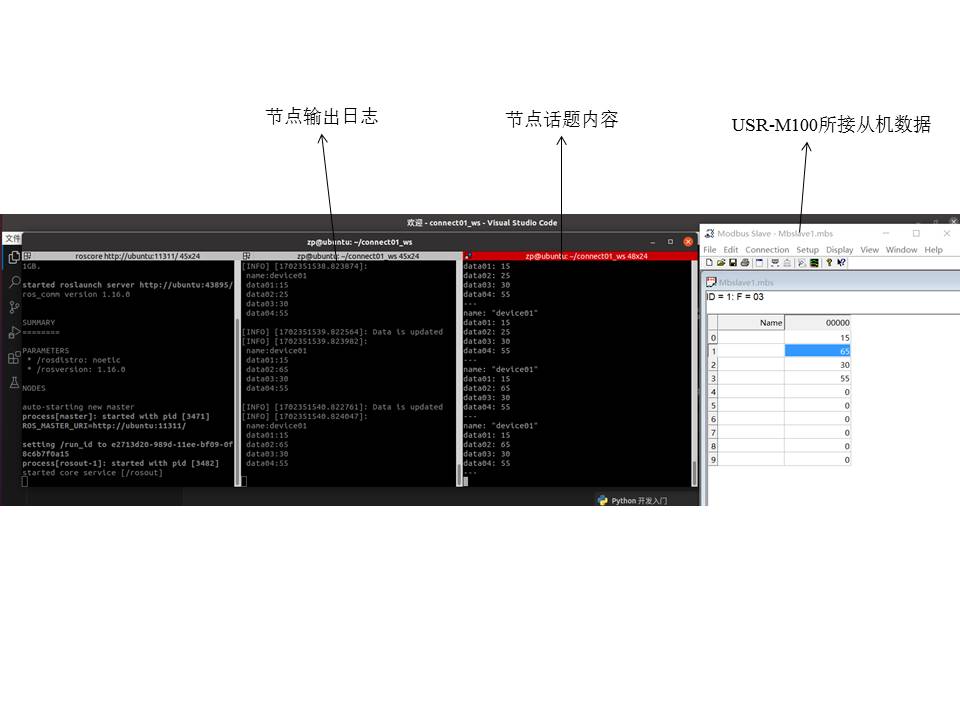 节点输出日志
节点话题内容
USR-M100所接从机数据
欢迎 - connect01_ws - Visual Studio Code
文件
zp@ubuntu: ~/connect01_ws
roscore http://ubuntu:11311/ 45x24
1GB.
started roslaunch server http://ubuntu:43895/
ros_comm version 1.16.0
SUMMARY
========
PARAMETERS
* /rosdistro: noetic
* /rosversion: 1.16.0
NODES
auto-starting new master
process[master]: started with pid [3471]
ROS_MASTER_URI=http://ubuntu:11311/
setting /run_id to e2713d20-989d-11ee-bf09-0f
8c6b7f0a15
process[rosout-1]: started with pid [3482]
started core service [/rosout]
zp@ubuntu: ~/connect01_ws 45x24
[INFO] [1702351538.823874]:
name:device01
data01:15
data02:25
data03:30
data04:55
[INFO] [1702351539.822564]: Data is updated
[INFO] [1702351539.823982]:
name:device01
data01:15
data02:65
data03:30
data04:55
[INFO] [1702351540.822761]: Data is updated
[INFO] [1702351540.824047]:
name:device01
data01:15
data02:65
data03:30
data04:55
zp@ubuntu: ~/connect01_ws 48x24
data01: 15
data02: 25
data03: 30
data04: 55
---
name: "device01"
data01: 15
data02: 25
data03: 30
data04: 55
---
name: "device01"
data01: 15
data02: 65
data03: 30
data04: 55
---
name: "device01"
data01: 15
data02: 65
data03: 30
data04: 55
---
Python 开发入门
Modbus Slave - Mbslave1.mbs
File Edit Connection Setup Display View Window Help
Mbslave1.mbs
ID = 1: F = 03
Name 00000
0 15
1 65
2 30
3 55
4 0
5 0
6 0
7 0
8 0
9 0